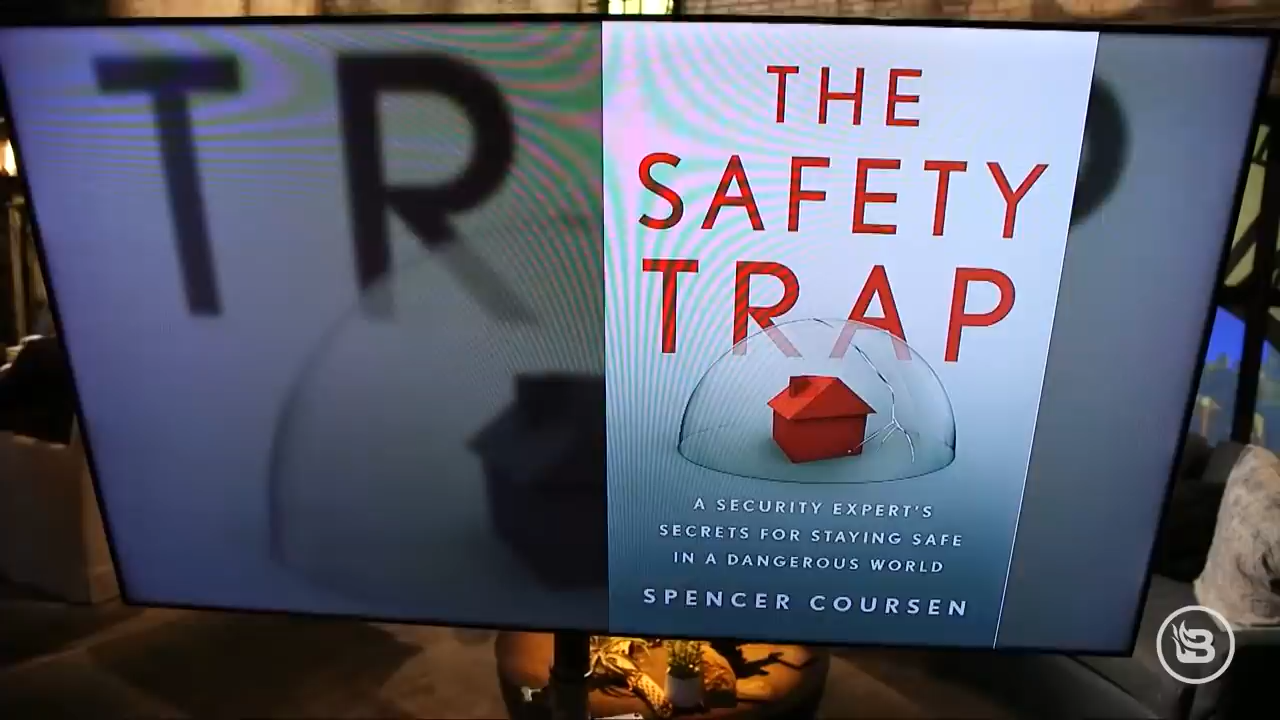 T R P
THE
SAFETY
TRAP
A SECURITY EXPERT'S
SECRETS FOR STAYING SAFE
IN A DANGEROUS WORLD
SPENCER COURSEN
B